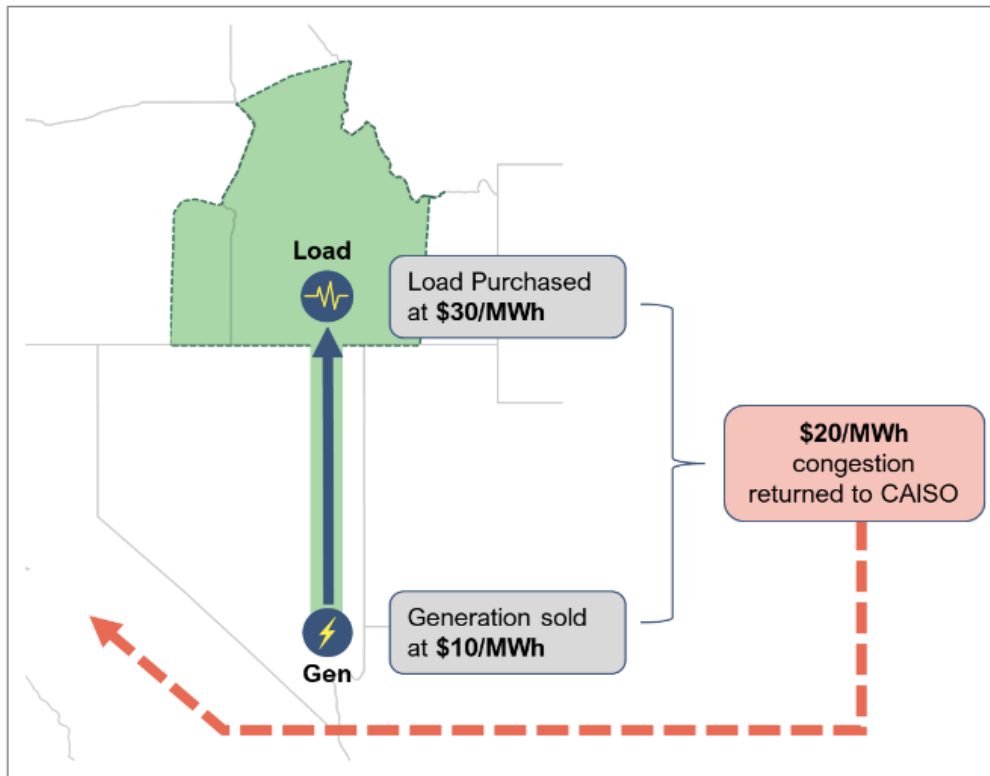 Load
Load Purchased
at $30/MWh
$20/MWh
congestion
returned to CAISO
Generation sold
at $10/MWh
Gen